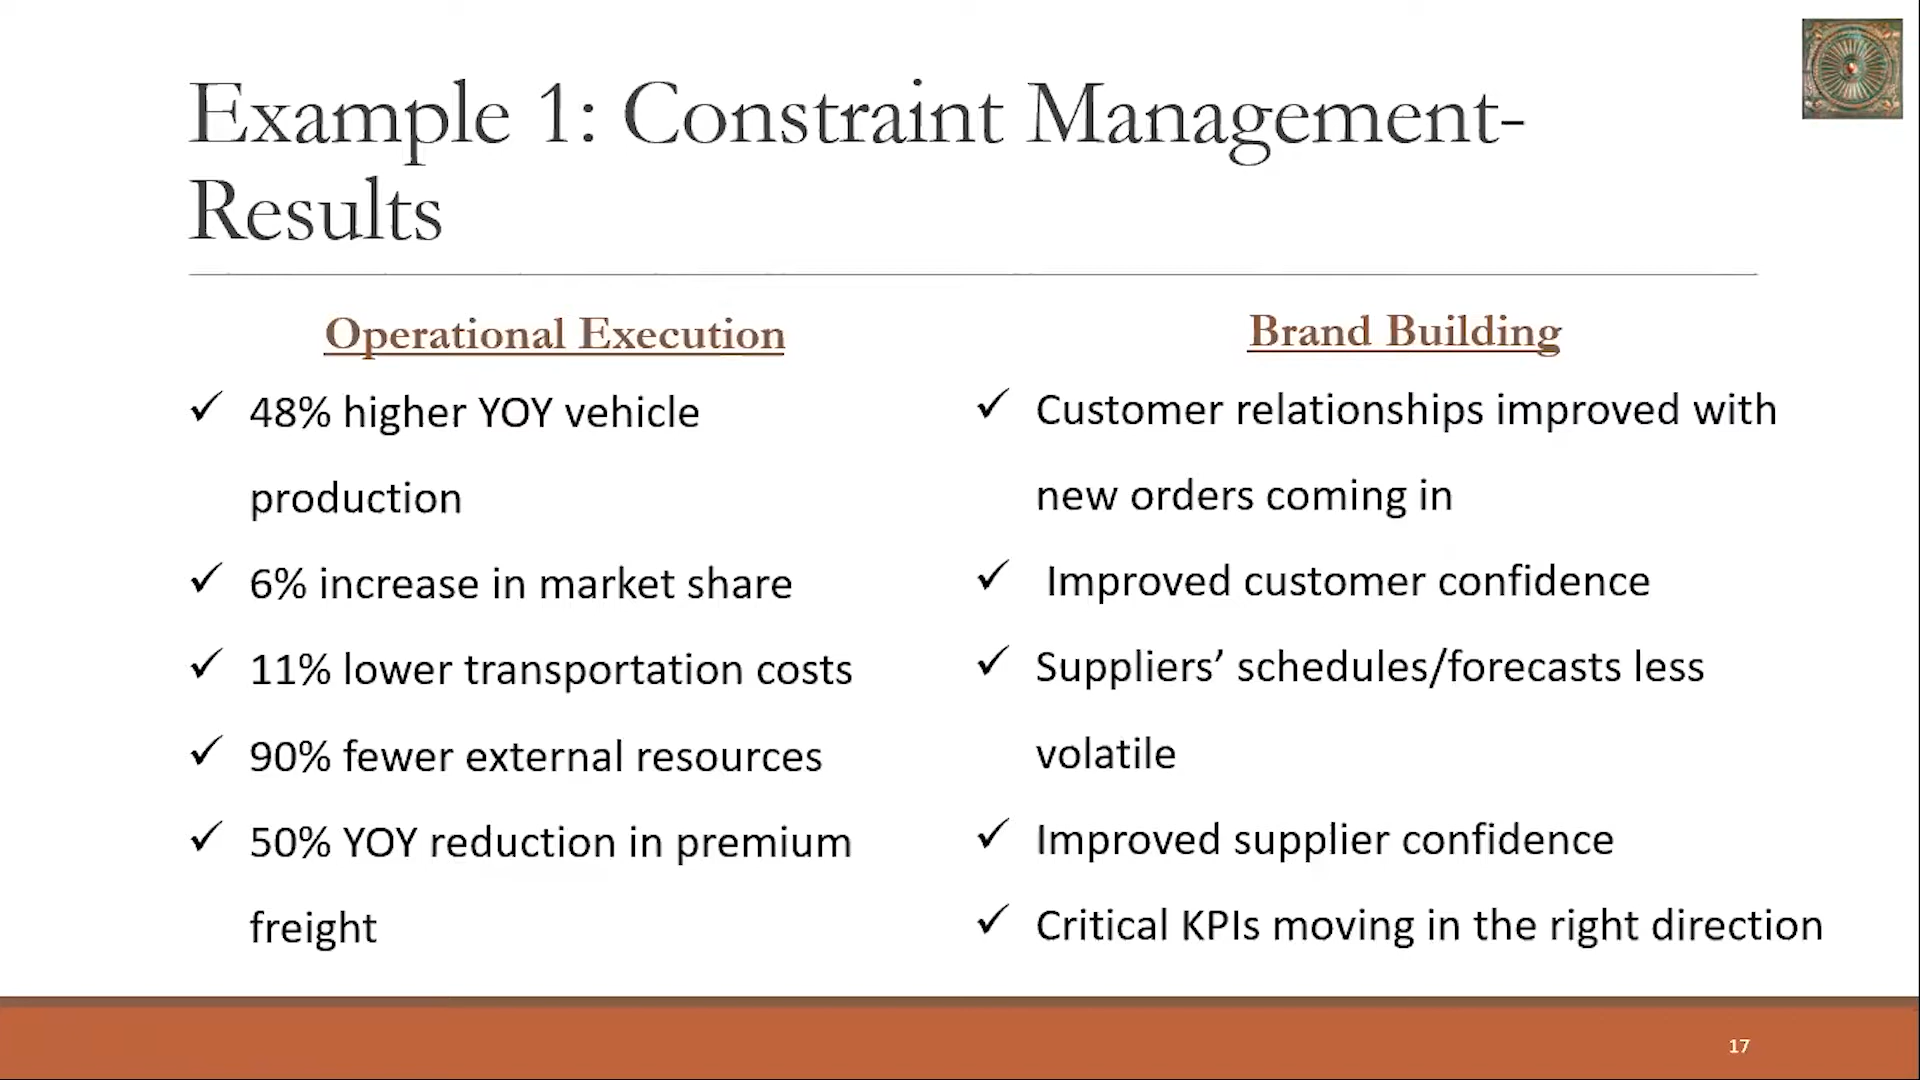 Example 1: Constraint Management-
Results
Operational Execution
✓ 48% higher YOY vehicle
production
✓ 6% increase in market share
✓ 11% lower transportation costs
✓ 90% fewer external resources
✓ 50% YOY reduction in premium
freight
Brand Building
✓ Customer relationships improved with
new orders coming in
✓ Improved customer confidence
✓ Suppliers’ schedules/forecasts less
volatile
✓ Improved supplier confidence
✓ Critical KPIs moving in the right direction
17